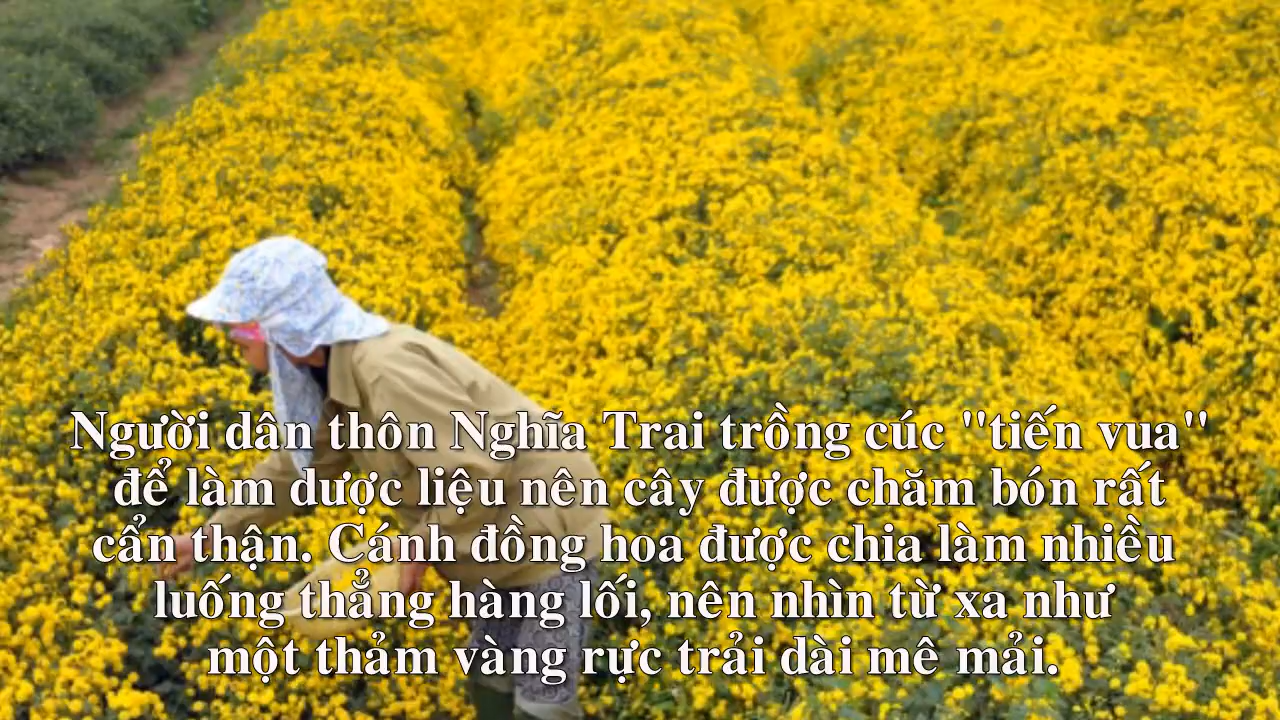 Người dân thôn Nghĩa Trai trồng cúc "tiến vua"
để làm dược liệu nên cây được chăm bón rất
cẩn thận. Cánh đồng hoa được chia làm nhiều
luống thẳng hàng lối, nên nhìn từ xa như
một thảm vàng rực trải dài mê mải.